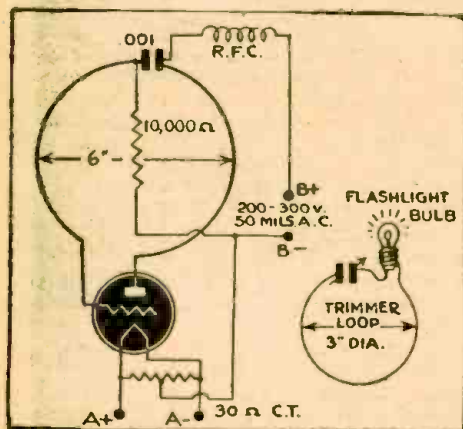 .001
R.F.C.
10,000 Ω
6"
B+
200-300 v.
50 MILS. A.C.
B-
FLASHLIGHT
BULB
TRIMMER
LOOP
3" DIA.
A+
A-
30 Ω C.T.